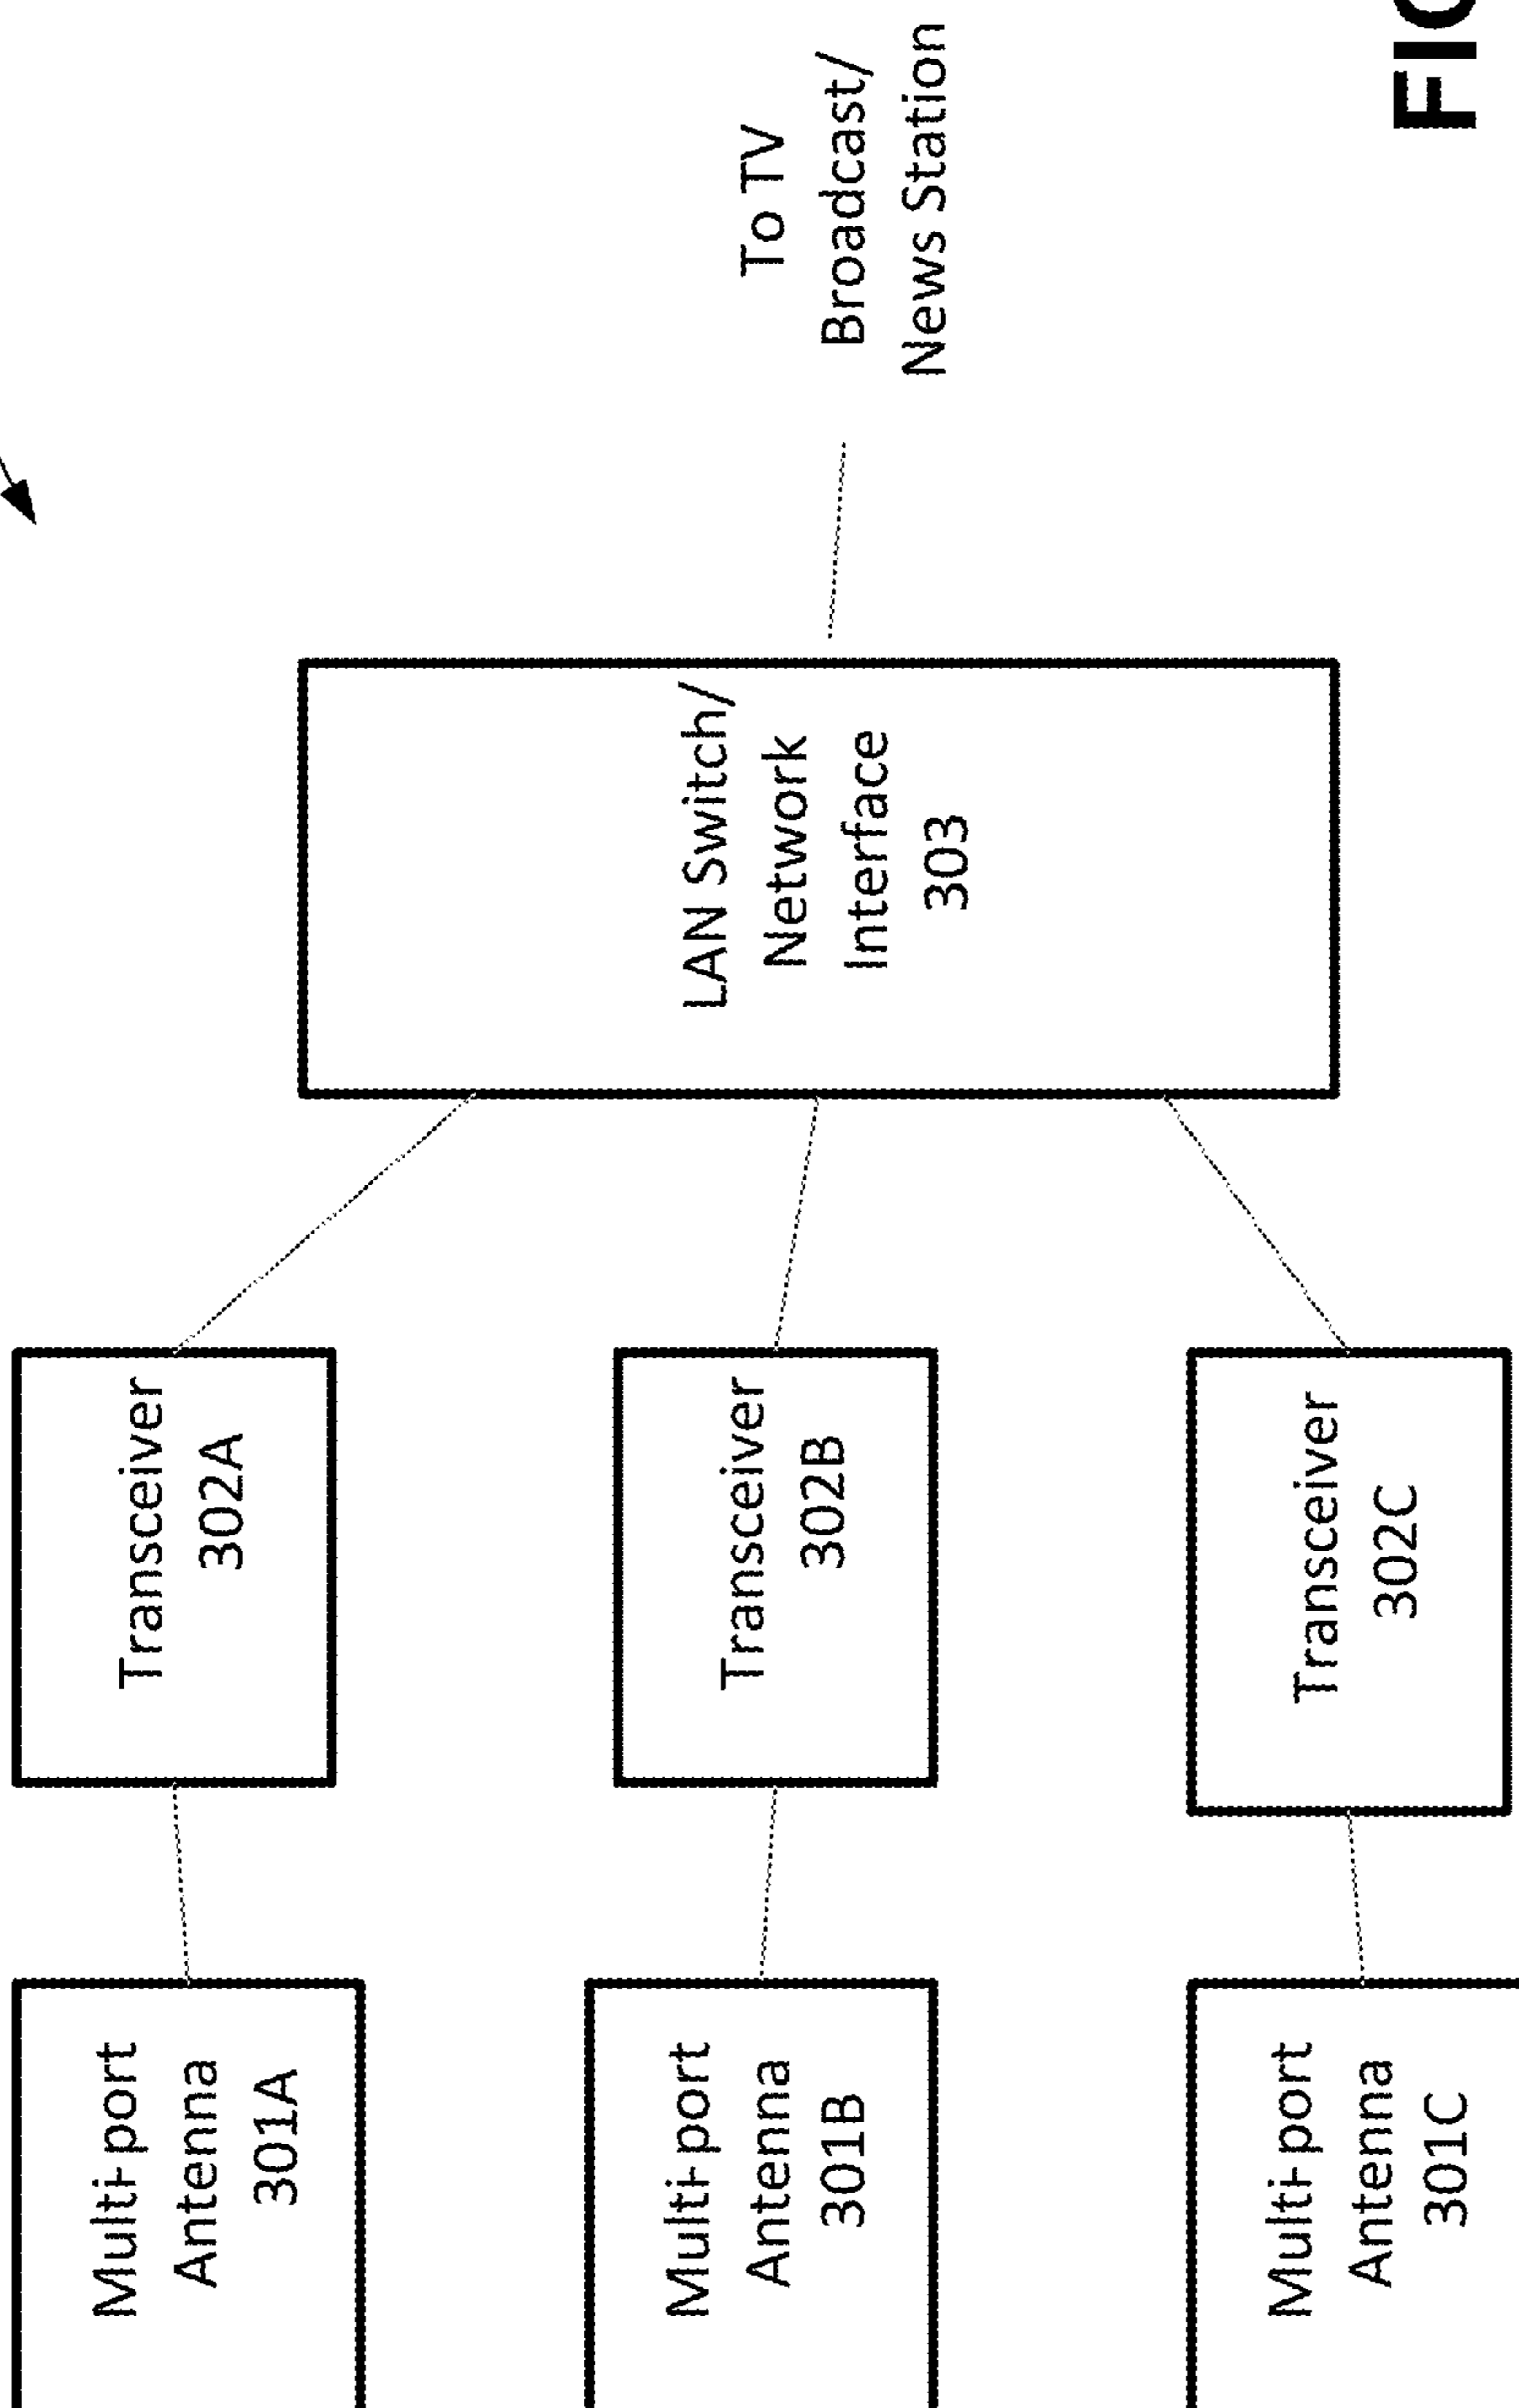 Multi-port
Antenna
301A
Transceiver
302A
Multi-port
Antenna
301B
Transceiver
302B
Multi-port
Antenna
301C
Transceiver
302C
LAN Switch/
Network
Interface
303
To TV
Broadcast/
News Station